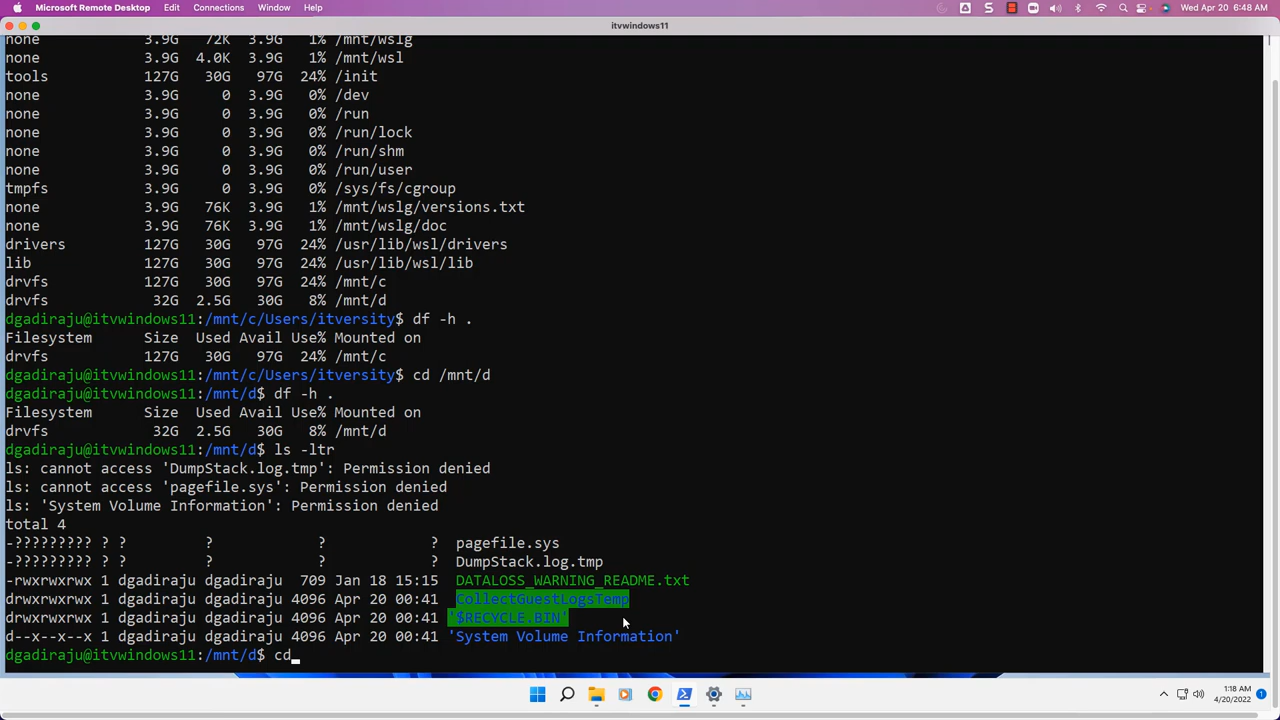 Microsoft Remote Desktop Edit Connections Window Help Wed Apr 20 6:48 AM
itvwindows11
none 3.9G 72K 3.9G 1% /mnt/wslg
none 3.9G 4.0K 3.9G 1% /mnt/wsl
tools 127G 30G 97G 24% /init
none 3.9G 0 3.9G 0% /dev
none 3.9G 0 3.9G 0% /run
none 3.9G 0 3.9G 0% /run/lock
none 3.9G 0 3.9G 0% /run/shm
none 3.9G 0 3.9G 0% /run/user
tmpfs 3.9G 0 3.9G 0% /sys/fs/cgroup
none 3.9G 76K 3.9G 1% /mnt/wslg/versions.txt
none 3.9G 76K 3.9G 1% /mnt/wslg/doc
drivers 127G 30G 97G 24% /usr/lib/wsl/drivers
lib 127G 30G 97G 24% /usr/lib/wsl/lib
drvfs 127G 30G 97G 24% /mnt/c
drvfs 32G 2.5G 30G 8% /mnt/d
dgadiraju@itvwindows11:/mnt/c/Users/itversity$ df -h .
Filesystem Size Used Avail Use% Mounted on
drvfs 127G 30G 97G 24% /mnt/c
dgadiraju@itvwindows11:/mnt/c/Users/itversity$ cd /mnt/d
dgadiraju@itvwindows11:/mnt/d$ df -h .
Filesystem Size Used Avail Use% Mounted on
drvfs 32G 2.5G 30G 8% /mnt/d
dgadiraju@itvwindows11:/mnt/d$ ls -ltr
ls: cannot access 'DumpStack.log.tmp': Permission denied
ls: cannot access 'pagefile.sys': Permission denied
ls: 'System Volume Information': Permission denied
total 4
-????????? ? ? ? ? ? pagefile.sys
-????????? ? ? ? ? ? DumpStack.log.tmp
-rwxrwxrwx 1 dgadiraju dgadiraju 709 Jan 18 15:15 DATALOSS_WARNING_README.txt
drwxrwxrwx 1 dgadiraju dgadiraju 4096 Apr 20 00:41 CollectGuestLogsTemp
drwxrwxrwx 1 dgadiraju dgadiraju 4096 Apr 20 00:41 '$RECYCLE.BIN'
d--x--x--x 1 dgadiraju dgadiraju 4096 Apr 20 00:41 'System Volume Information'
dgadiraju@itvwindows11:/mnt/d$ cd
1:18 AM
4/20/2022
1